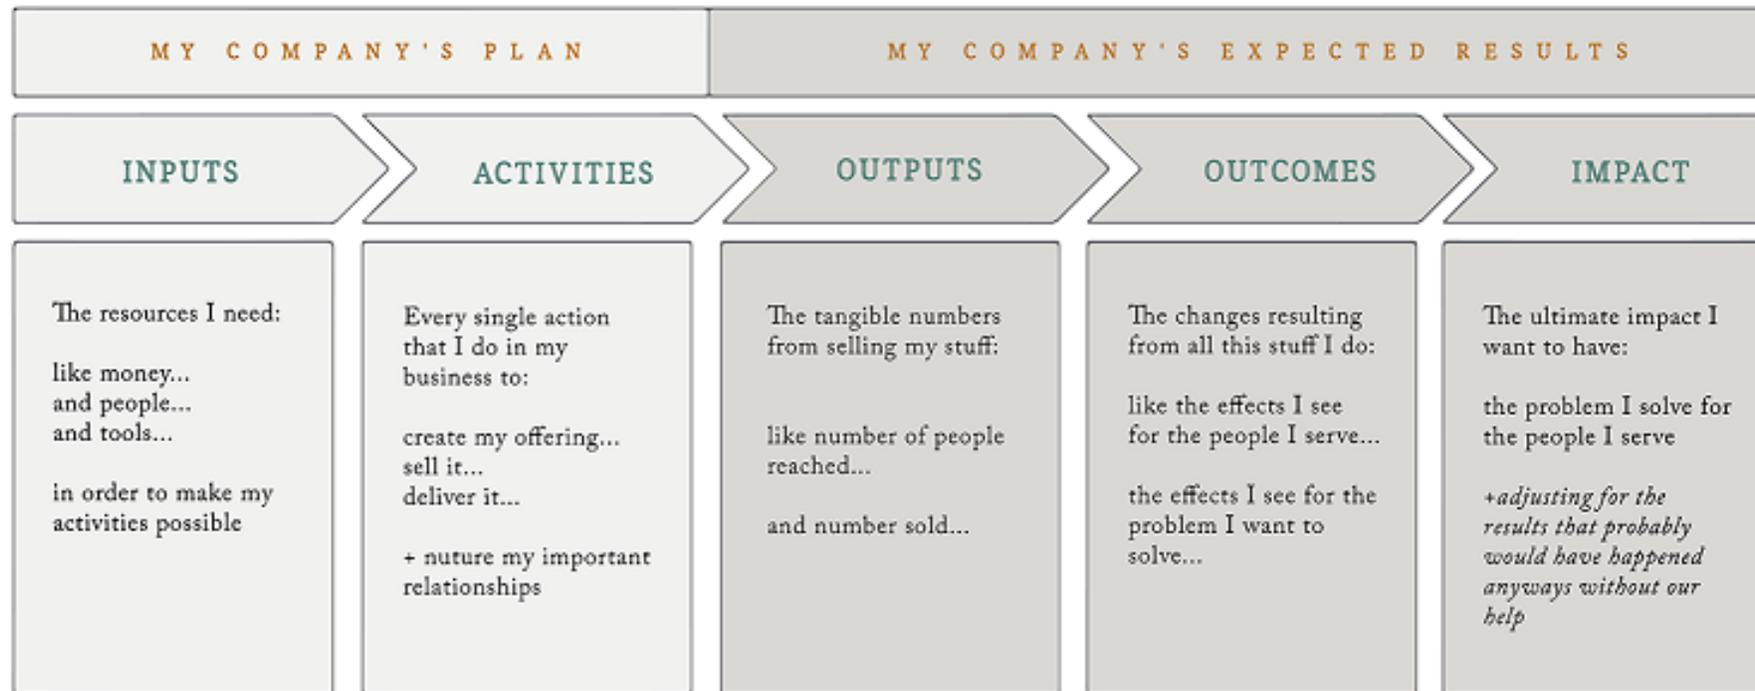 MY COMPANY'S PLAN
MY COMPANY'S EXPECTED RESULTS
INPUTS
ACTIVITIES
OUTPUTS
OUTCOMES
IMPACT
The resources I need:
like money...
and people...
and tools...
in order to make my
activities possible
Every single action
that I do in my
business to:
create my offering...
sell it...
deliver it...
+ nuture my important
relationships
The tangible numbers
from selling my stuff:
like number of people
reached...
and number sold...
The changes resulting
from all this stuff I do:
like the effects I see
for the people I serve...
the effects I see for the
problem I want to
solve...
The ultimate impact I
want to have:
the problem I solve for
the people I serve
+adjusting for the
results that probably
would have happened
anyways without our
help